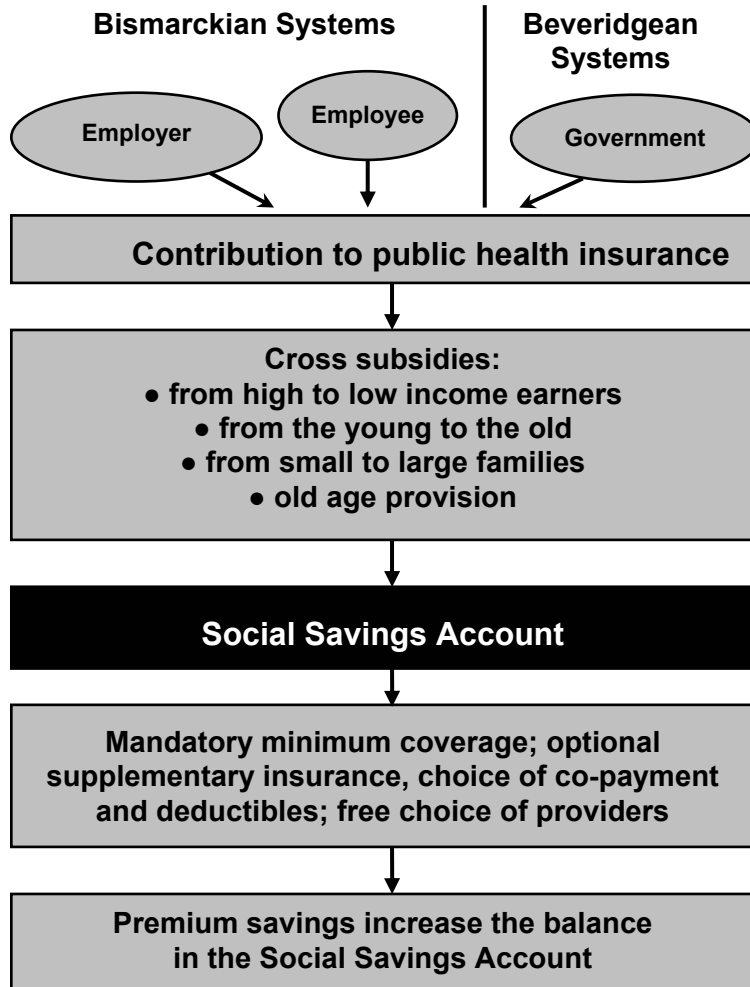 Bismarckian Systems
Beveridgean
Systems
Employer
Employee
Government
Contribution to public health insurance
Cross subsidies:
● from high to low income earners
● from the young to the old
● from small to large families
● old age provision
Social Savings Account
Mandatory minimum coverage; optional
supplementary insurance, choice of co-payment
and deductibles; free choice of providers
Premium savings increase the balance
in the Social Savings Account